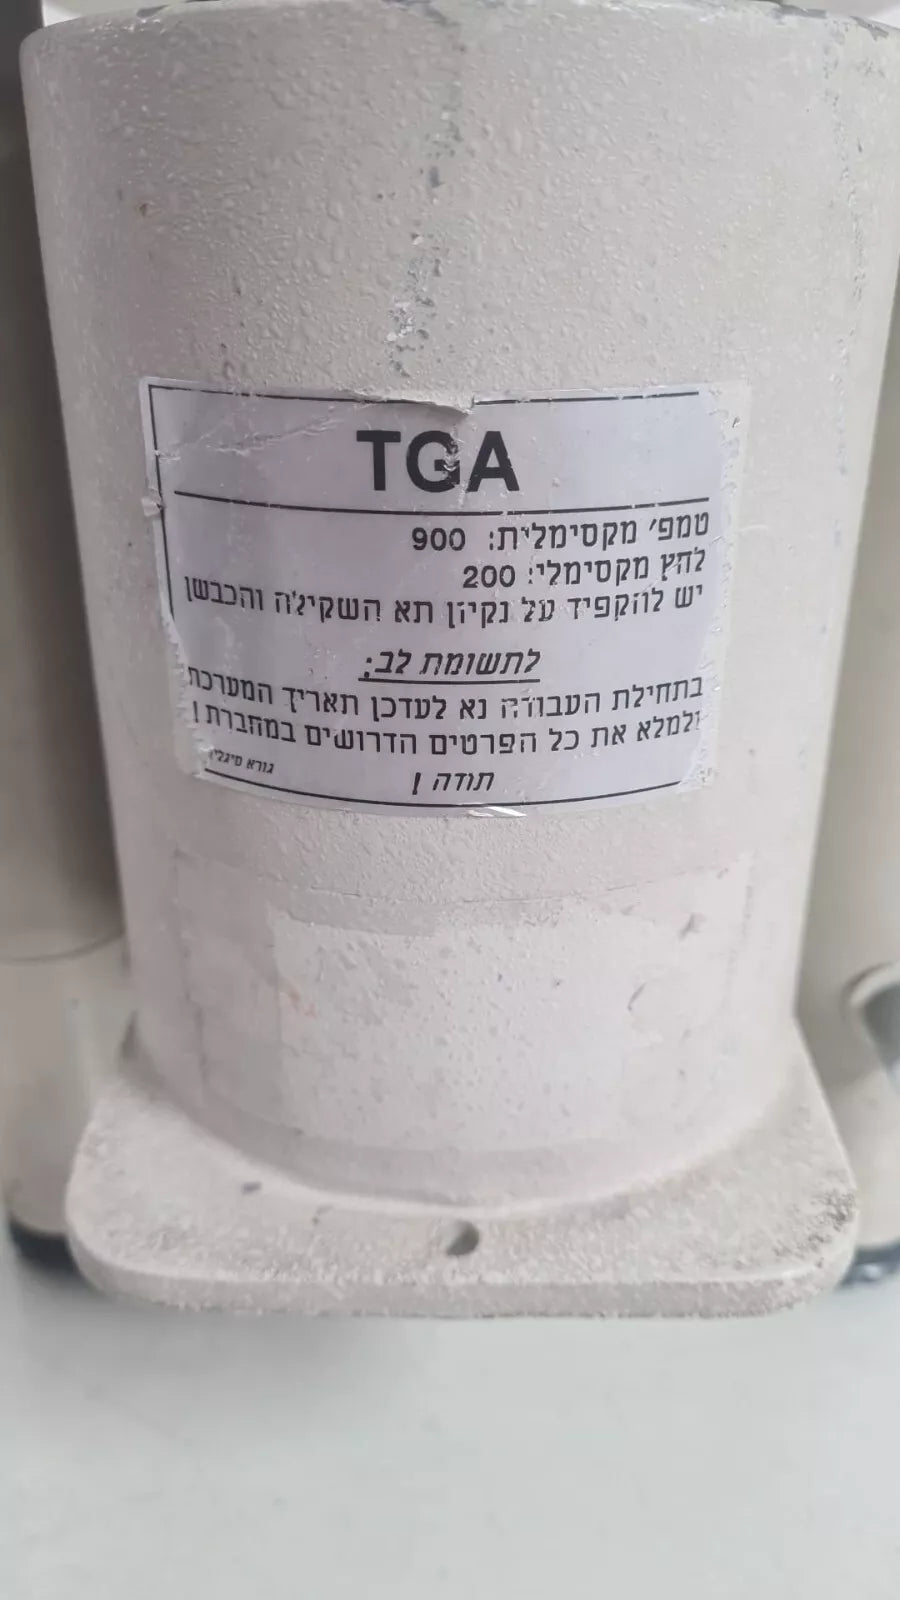 TGA
טמפ' מקסימלית: 900
לחץ מקסימלי: 200
יש להקפיד על נקיון תא השקילה והכבשן
לתשומת לב:
בתחילת העבודה נא לעדכן תאריך המערכת
ולמלא את כל הפרטים הדרושים במחברת !
תודה !
גורא